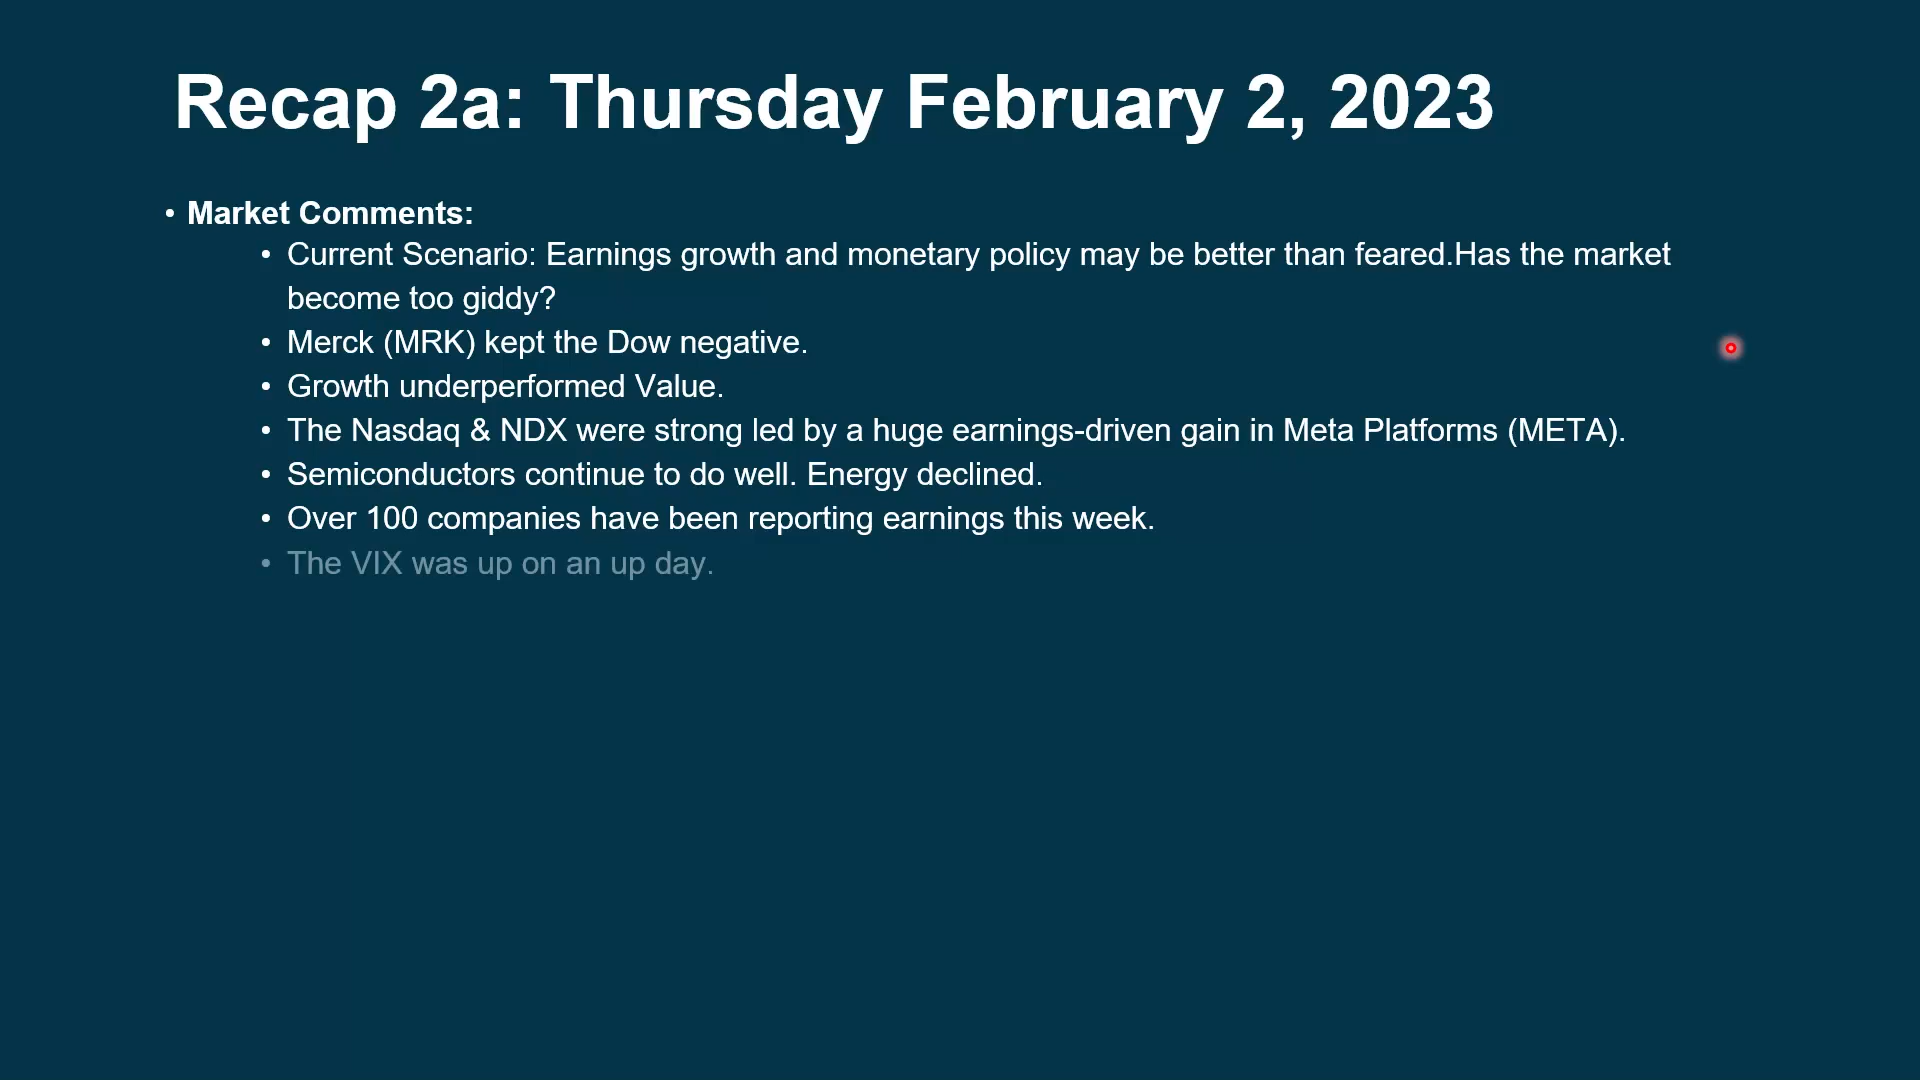 Recap 2a: Thursday February 2, 2023
• Market Comments:
• Current Scenario: Earnings growth and monetary policy may be better than feared.Has the market
become too giddy?
• Merck (MRK) kept the Dow negative.
• Growth underperformed Value.
• The Nasdaq & NDX were strong led by a huge earnings-driven gain in Meta Platforms (META).
• Semiconductors continue to do well. Energy declined.
• Over 100 companies have been reporting earnings this week.
• The VIX was up on an up day.